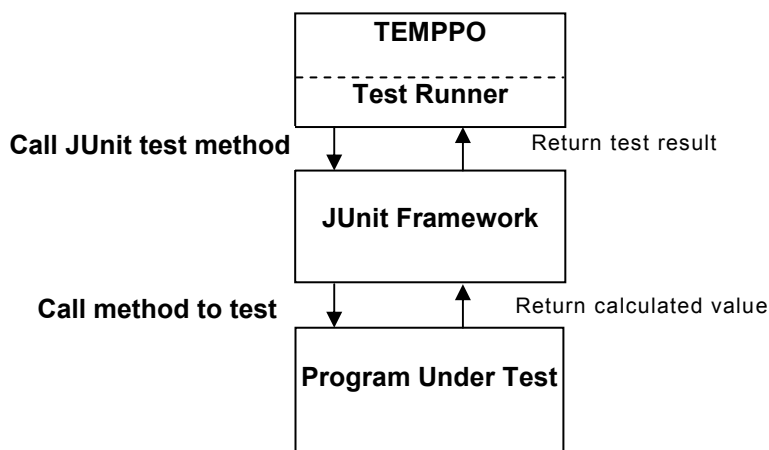 TEMPPO
Test Runner
Call JUnit test method
Return test result
JUnit Framework
Call method to test
Return calculated value
Program Under Test